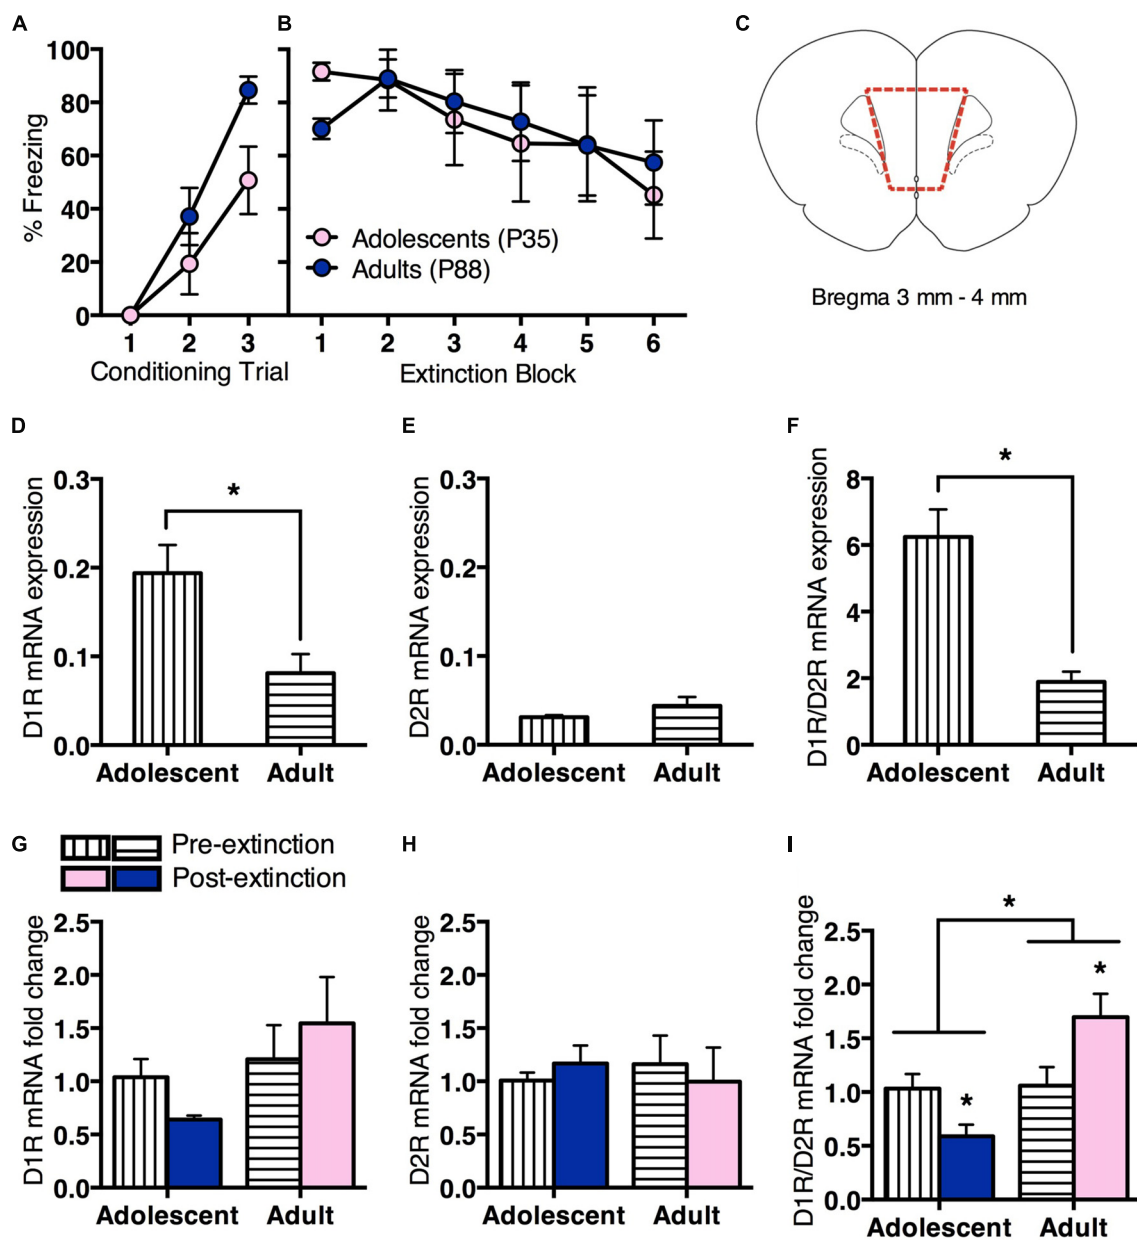 A
B
C
% Freezing
100
80
60
40
20
0
1 2 3
Conditioning Trial
1 2 3 4 5 6
Extinction Block
Adolescents (P35)
Adults (P88)
Bregma 3 mm - 4 mm
D
D1R mRNA expression
0.3
0.2
0.1
0.0
*
Adolescent Adult
E
D2R mRNA expression
0.3
0.2
0.1
0.0
Adolescent Adult
F
D1R/D2R mRNA expression
8
6
4
2
0
*
Adolescent Adult
G
Pre-extinction
Post-extinction
D1R mRNA fold change
2.5
2.0
1.5
1.0
0.5
0.0
Adolescent Adult
H
D2R mRNA fold change
2.5
2.0
1.5
1.0
0.5
0.0
Adolescent Adult
I
D1R/D2R mRNA fold change
2.5
2.0
1.5
1.0
0.5
0.0
*
*
*
Adolescent Adult